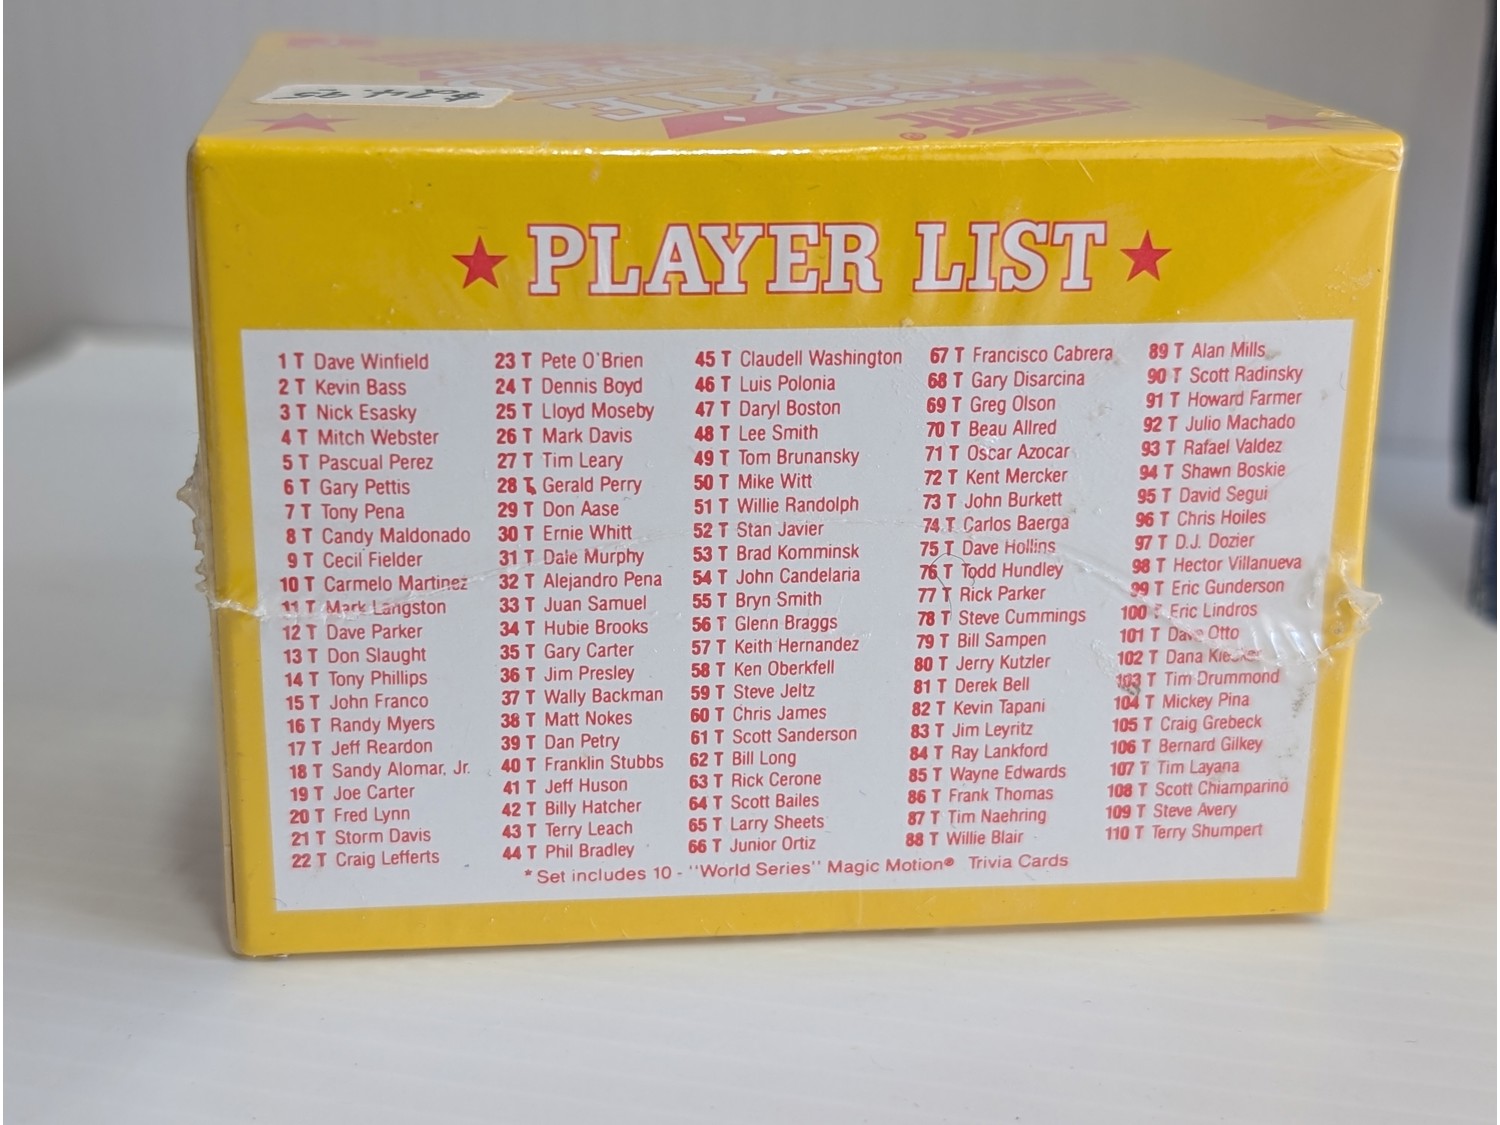 $24.95
SCORE
1990
ROOKIE
★ PLAYER LIST ★
1 T Dave Winfield
2 T Kevin Bass
3 T Nick Esasky
4 T Mitch Webster
5 T Pascual Perez
6 T Gary Pettis
7 T Tony Pena
8 T Candy Maldonado
9 T Cecil Fielder
10 T Carmelo Martinez
11 T Mark Langston
12 T Dave Parker
13 T Don Slaught
14 T Tony Phillips
15 T John Franco
16 T Randy Myers
17 T Jeff Reardon
18 T Sandy Alomar, Jr.
19 T Joe Carter
20 T Fred Lynn
21 T Storm Davis
22 T Craig Lefferts
23 T Pete O'Brien
24 T Dennis Boyd
25 T Lloyd Moseby
26 T Mark Davis
27 T Tim Leary
28 T Gerald Perry
29 T Don Aase
30 T Ernie Whitt
31 T Dale Murphy
32 T Alejandro Pena
33 T Juan Samuel
34 T Hubie Brooks
35 T Gary Carter
36 T Jim Presley
37 T Wally Backman
38 T Matt Nokes
39 T Dan Petry
40 T Franklin Stubbs
41 T Jeff Huson
42 T Billy Hatcher
43 T Terry Leach
44 T Phil Bradley
45 T Claudell Washington
46 T Luis Polonia
47 T Daryl Boston
48 T Lee Smith
49 T Tom Brunansky
50 T Mike Witt
51 T Willie Randolph
52 T Stan Javier
53 T Brad Komminsk
54 T John Candelaria
55 T Bryn Smith
56 T Glenn Braggs
57 T Keith Hernandez
58 T Ken Oberkfell
59 T Steve Jeltz
60 T Chris James
61 T Scott Sanderson
62 T Bill Long
63 T Rick Cerone
64 T Scott Bailes
65 T Larry Sheets
66 T Junior Ortiz
67 T Francisco Cabrera
68 T Gary Disarcina
69 T Greg Olson
70 T Beau Allred
71 T Oscar Azocar
72 T Kent Mercker
73 T John Burkett
74 T Carlos Baerga
75 T Dave Hollins
76 T Todd Hundley
77 T Rick Parker
78 T Steve Cummings
79 T Bill Sampen
80 T Jerry Kutzler
81 T Derek Bell
82 T Kevin Tapani
83 T Jim Leyritz
84 T Ray Lankford
85 T Wayne Edwards
86 T Frank Thomas
87 T Tim Naehring
88 T Willie Blair
89 T Alan Mills
90 T Scott Radinsky
91 T Howard Farmer
92 T Julio Machado
93 T Rafael Valdez
94 T Shawn Boskie
95 T David Segui
96 T Chris Hoiles
97 T D.J. Dozier
98 T Hector Villanueva
99 T Eric Gunderson
100 T Eric Lindros
101 T Dave Otto
102 T Dana
103 T Tim Drummond
104 T Mickey Pina
105 T Craig Grebeck
106 T Bernard Gilkey
107 T Tim Layana
108 T Scott Chiamparino
109 T Steve Avery
110 T Terry Shumpert
* Set includes 10 - "World Series" Magic Motion® Trivia Cards